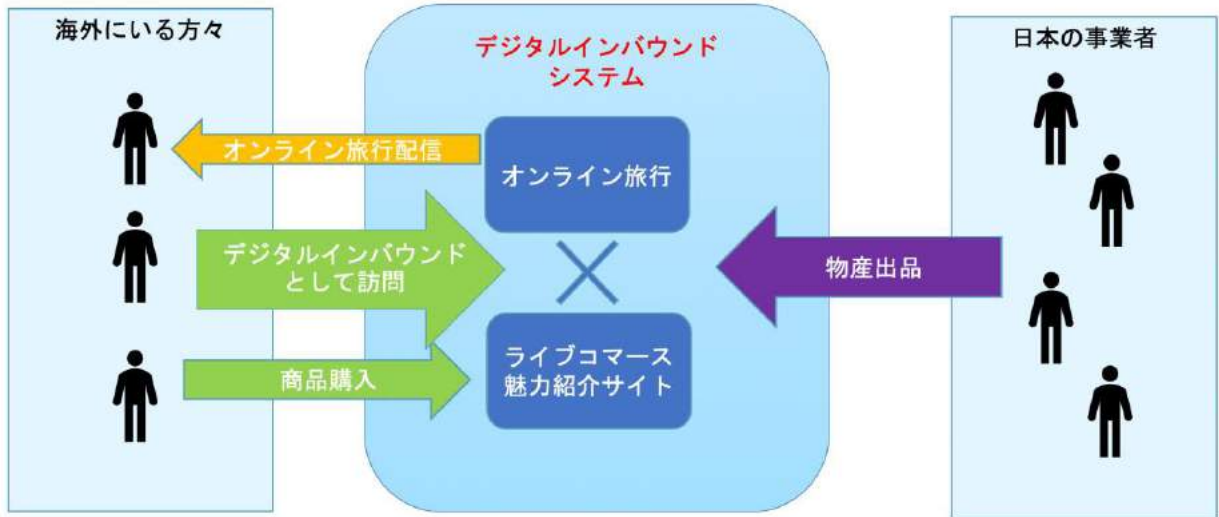 海外にいる方々
デジタルインバウンド
システム
日本の事業者
オンライン旅行配信
オンライン旅行
デジタルインバウンド
として訪問
物産出品
商品購入
ライブコマース
魅力紹介サイト